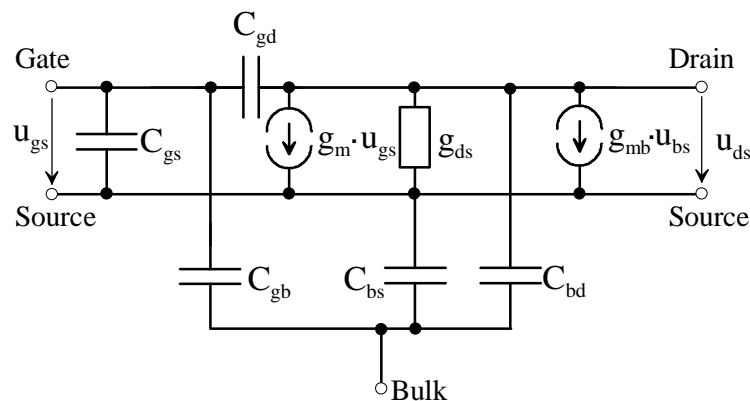 C_gd
Gate
Drain
u_gs
C_gs
g_m·u_gs
g_ds
g_mb·u_bs
u_ds
Source
Source
C_gb
C_bs
C_bd
Bulk